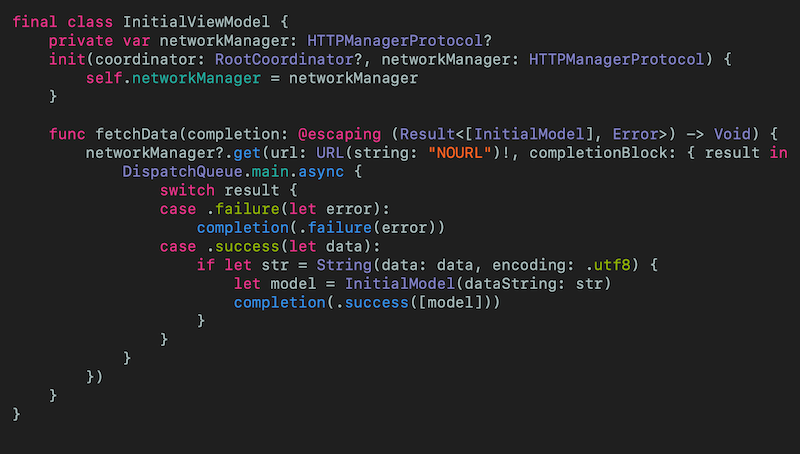 final class InitialViewModel {
    private var networkManager: HTTPManagerProtocol?
    init(coordinator: RootCoordinator?, networkManager: HTTPManagerProtocol) {
        self.networkManager = networkManager
    }

    func fetchData(completion: @escaping (Result<[InitialModel], Error>) -> Void) {
        networkManager?.get(url: URL(string: "NOURL")!, completionBlock: { result in
            DispatchQueue.main.async {
                switch result {
                case .failure(let error):
                    completion(.failure(error))
                case .success(let data):
                    if let str = String(data: data, encoding: .utf8) {
                        let model = InitialModel(dataString: str)
                        completion(.success([model]))
                    }
                }
            }
        })
    }
}